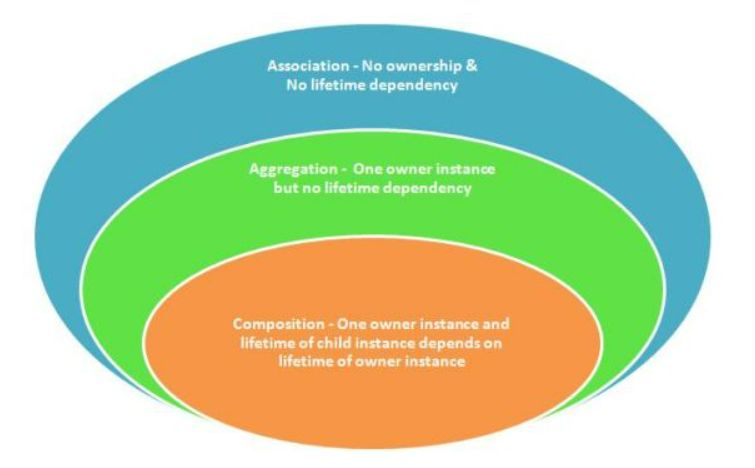 Association - No ownership &
No lifetime dependency
Aggregation - One owner instance
but no lifetime dependency
Composition - One owner instance and
lifetime of child instance depends on
lifetime of owner instance